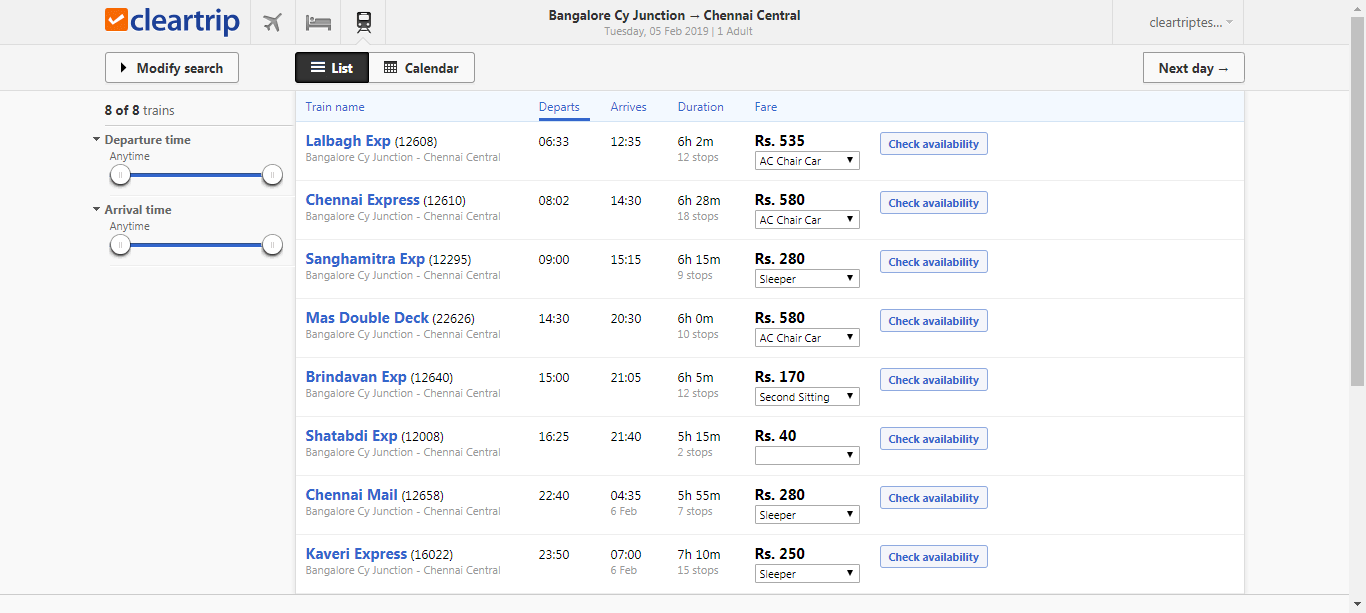 cleartrip
Bangalore Cy Junction → Chennai Central
Tuesday, 05 Feb 2019 | 1 Adult
cleartriptes...
Modify search
List
Calendar
Next day →
8 of 8 trains
Departure time
Anytime
Arrival time
Anytime
Train name Departs Arrives Duration Fare
Lalbagh Exp (12608) 06:33 12:35 6h 2m Rs. 535 Check availability
Bangalore Cy Junction - Chennai Central 12 stops AC Chair Car
Chennai Express (12610) 08:02 14:30 6h 28m Rs. 580 Check availability
Bangalore Cy Junction - Chennai Central 18 stops AC Chair Car
Sanghamitra Exp (12295) 09:00 15:15 6h 15m Rs. 280 Check availability
Bangalore Cy Junction - Chennai Central 9 stops Sleeper
Mas Double Deck (22626) 14:30 20:30 6h 0m Rs. 580 Check availability
Bangalore Cy Junction - Chennai Central 10 stops AC Chair Car
Brindavan Exp (12640) 15:00 21:05 6h 5m Rs. 170 Check availability
Bangalore Cy Junction - Chennai Central 12 stops Second Sitting
Shatabdi Exp (12008) 16:25 21:40 5h 15m Rs. 40 Check availability
Bangalore Cy Junction - Chennai Central 2 stops
Chennai Mail (12658) 22:40 04:35 5h 55m Rs. 280 Check availability
Bangalore Cy Junction - Chennai Central 6 Feb 7 stops Sleeper
Kaveri Express (16022) 23:50 07:00 7h 10m Rs. 250 Check availability
Bangalore Cy Junction - Chennai Central 6 Feb 15 stops Sleeper